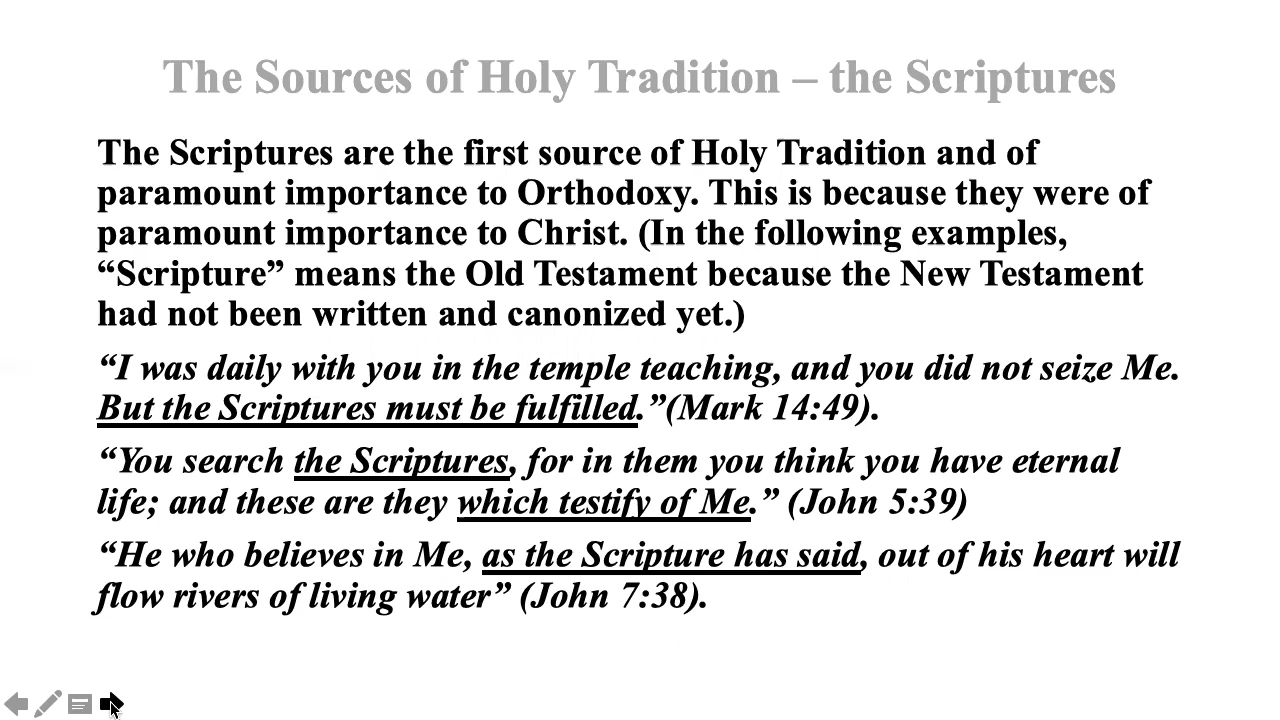 The Sources of Holy Tradition – the Scriptures
The Scriptures are the first source of Holy Tradition and of
paramount importance to Orthodoxy. This is because they were of
paramount importance to Christ. (In the following examples,
“Scripture” means the Old Testament because the New Testament
had not been written and canonized yet.)
“I was daily with you in the temple teaching, and you did not seize Me.
But the Scriptures must be fulfilled.”(Mark 14:49).
“You search the Scriptures, for in them you think you have eternal
life; and these are they which testify of Me.” (John 5:39)
“He who believes in Me, as the Scripture has said, out of his heart will
flow rivers of living water” (John 7:38).